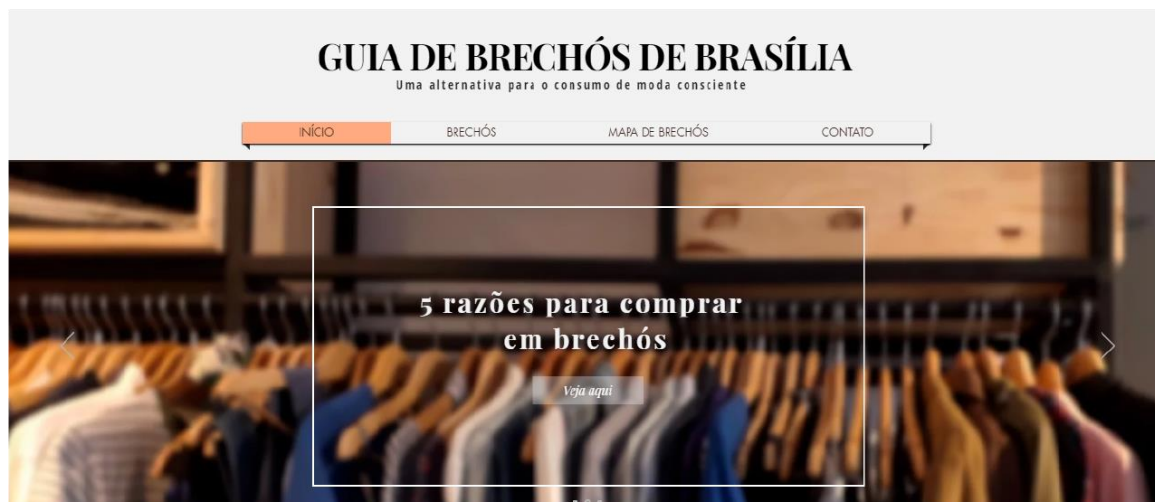 GUIA DE BRECHÓS DE BRASÍLIA
Uma alternativa para o consumo de moda consciente
INÍCIO
BRECHÓS
MAPA DE BRECHÓS
CONTATO
5 razões para comprar
em brechós
Veja aqui